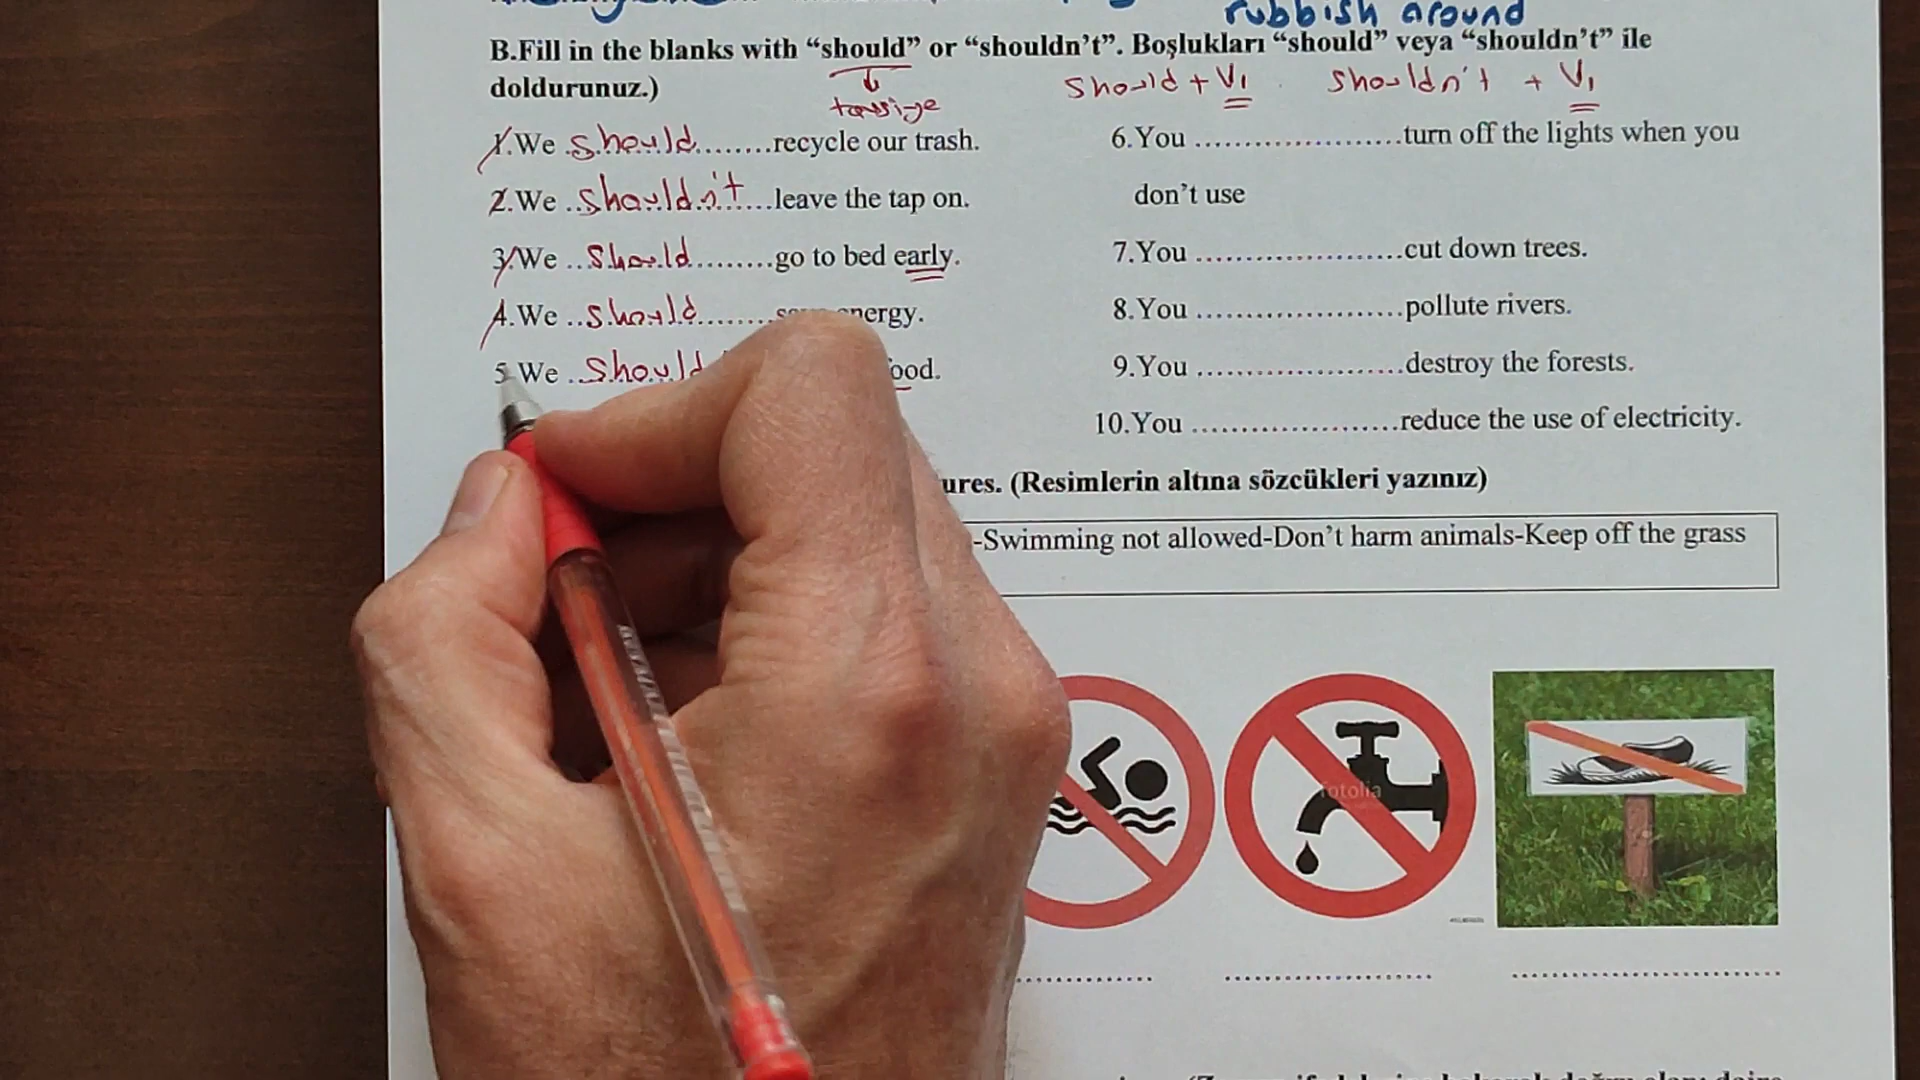 rubbish around
B.Fill in the blanks with “should” or “shouldn’t”. Boşlukları “should” veya “shouldn’t” ile
doldurunuz.)
tavsiye
should + V1
shouldn't + V1
1.We should........recycle our trash.
2.We ..shouldn't...leave the tap on.
3.We ...should.........go to bed early.
4.We ..should........ energy.
5.We ..should
6.You ......................turn off the lights when you
don’t use
7.You ......................cut down trees.
8.You ......................pollute rivers.
9.You ......................destroy the forests.
10.You ......................reduce the use of electricity.
(Resimlerin altına sözcükleri yazınız)
-Swimming not allowed-Don’t harm animals-Keep off the grass
fotolia